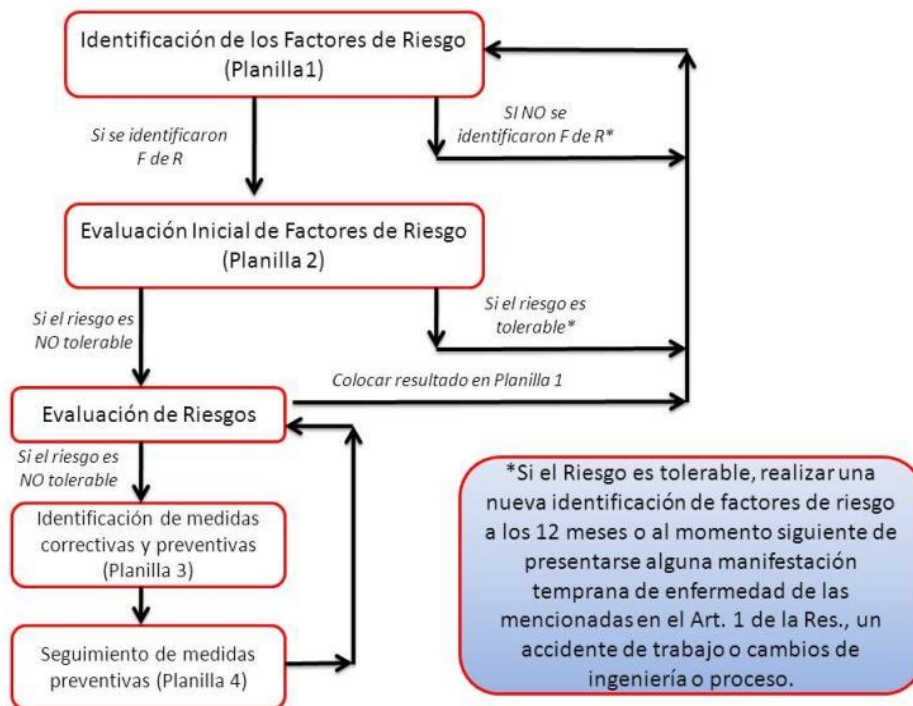 Identificación de los Factores de Riesgo
(Planilla1)
Si se identificaron
F de R
SI NO se
identificaron F de R*
Evaluación Inicial de Factores de Riesgo
(Planilla 2)
Si el riesgo es
NO tolerable
Si el riesgo es
tolerable*
Colocar resultado en Planilla 1
Evaluación de Riesgos
Si el riesgo es
NO tolerable
Identificación de medidas
correctivas y preventivas
(Planilla 3)
Seguimiento de medidas
preventivas (Planilla 4)
*Si el Riesgo es tolerable, realizar una
nueva identificación de factores de riesgo
a los 12 meses o al momento siguiente de
presentarse alguna manifestación
temprana de enfermedad de las
mencionadas en el Art. 1 de la Res., un
accidente de trabajo o cambios de
ingeniería o proceso.